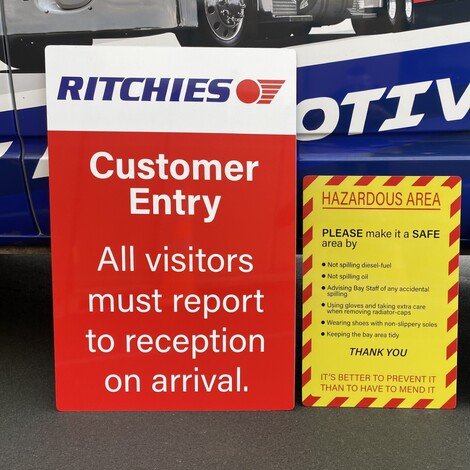 OTIV
RITCHIES
Customer
Entry
All visitors
must report
to reception
on arrival.
HAZARDOUS AREA
PLEASE make it a SAFE
area by
• Not spilling diesel-fuel
• Not spilling oil
• Advising Bay Staff of any accidental
spilling
• Using gloves and taking extra care
when removing radiator-caps
• Wearing shoes with non-slippery soles
• Keeping the bay area tidy
THANK YOU
IT'S BETTER TO PREVENT IT
THAN TO HAVE TO MEND IT